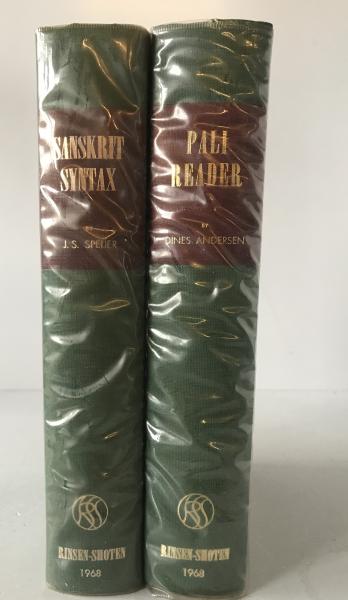 SANSKRIT
SYNTAX
J. S. SPEIJER
RINSEN-SHOTEN
1968
PALI
READER
BY
DINES ANDERSEN
RINSEN-SHOTEN
1968